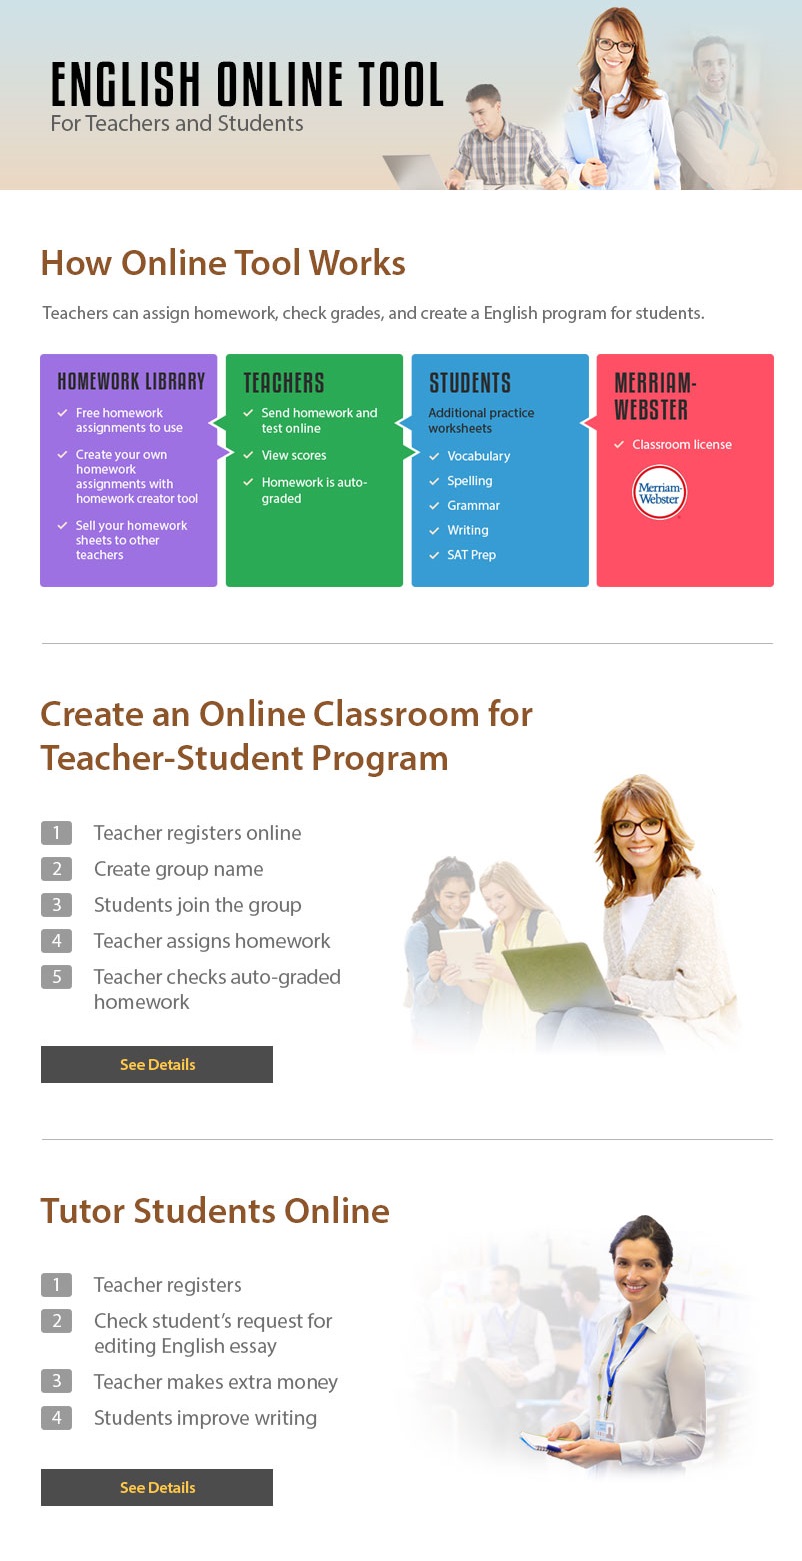 ENGLISH ONLINE TOOL
For Teachers and Students
How Online Tool Works
Teachers can assign homework, check grades, and create a English program for students.
HOMEWORK LIBRARY
Free homework
assignments to use
Create your own
homework
assignments with
homework creator tool
Sell your homework
sheets to other
teachers
TEACHERS
Send homework and
test online
View scores
Homework is auto-
graded
STUDENTS
Additional practice
worksheets
Vocabulary
Spelling
Grammar
Writing
SAT Prep
MERRIAM-
WEBSTER
Classroom license
Merriam-
Webster
Create an Online Classroom for
Teacher-Student Program
1 Teacher registers online
2 Create group name
3 Students join the group
4 Teacher assigns homework
5 Teacher checks auto-graded
homework
See Details
Tutor Students Online
1 Teacher registers
2 Check student’s request for
editing English essay
3 Teacher makes extra money
4 Students improve writing
See Details